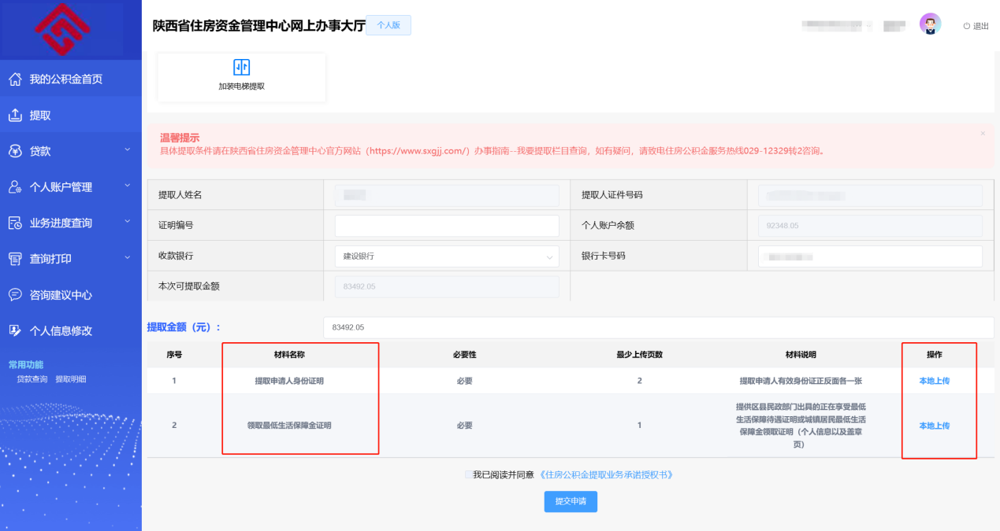 陕西省住房资金管理中心网上办事大厅 个人版
退出
我的公积金首页
提取
贷款
个人账户管理
业务进度查询
查询打印
咨询建议中心
个人信息修改
常用功能
贷款查询 提取明细
加装电梯提取
温馨提示
具体提取条件请在陕西省住房资金管理中心官方网站（https://www.sxgjj.com/）办事指南--我要提取栏目查询，如有疑问，请致电住房公积金服务热线029-12329转2咨询。
提取人姓名 提取人证件号码
证明编号 个人账户余额 92348.05
收款银行 建设银行 银行卡号码
本次可提取金额 83492.05
提取金额（元）： 83492.05
序号 材料名称 必要性 最少上传页数 材料说明 操作
1 提取申请人身份证明 必要 2 提取申请人有效身份证正反面各一张 本地上传
2 领取最低生活保障金证明 必要 1 提供区县民政部门出具的正在享受最低
生活保障待遇证明或城镇居民最低生活
保障金领取证明（个人信息以及盖章
页） 本地上传
我已阅读并同意 《住房公积金提取业务承诺授权书》
提交申请